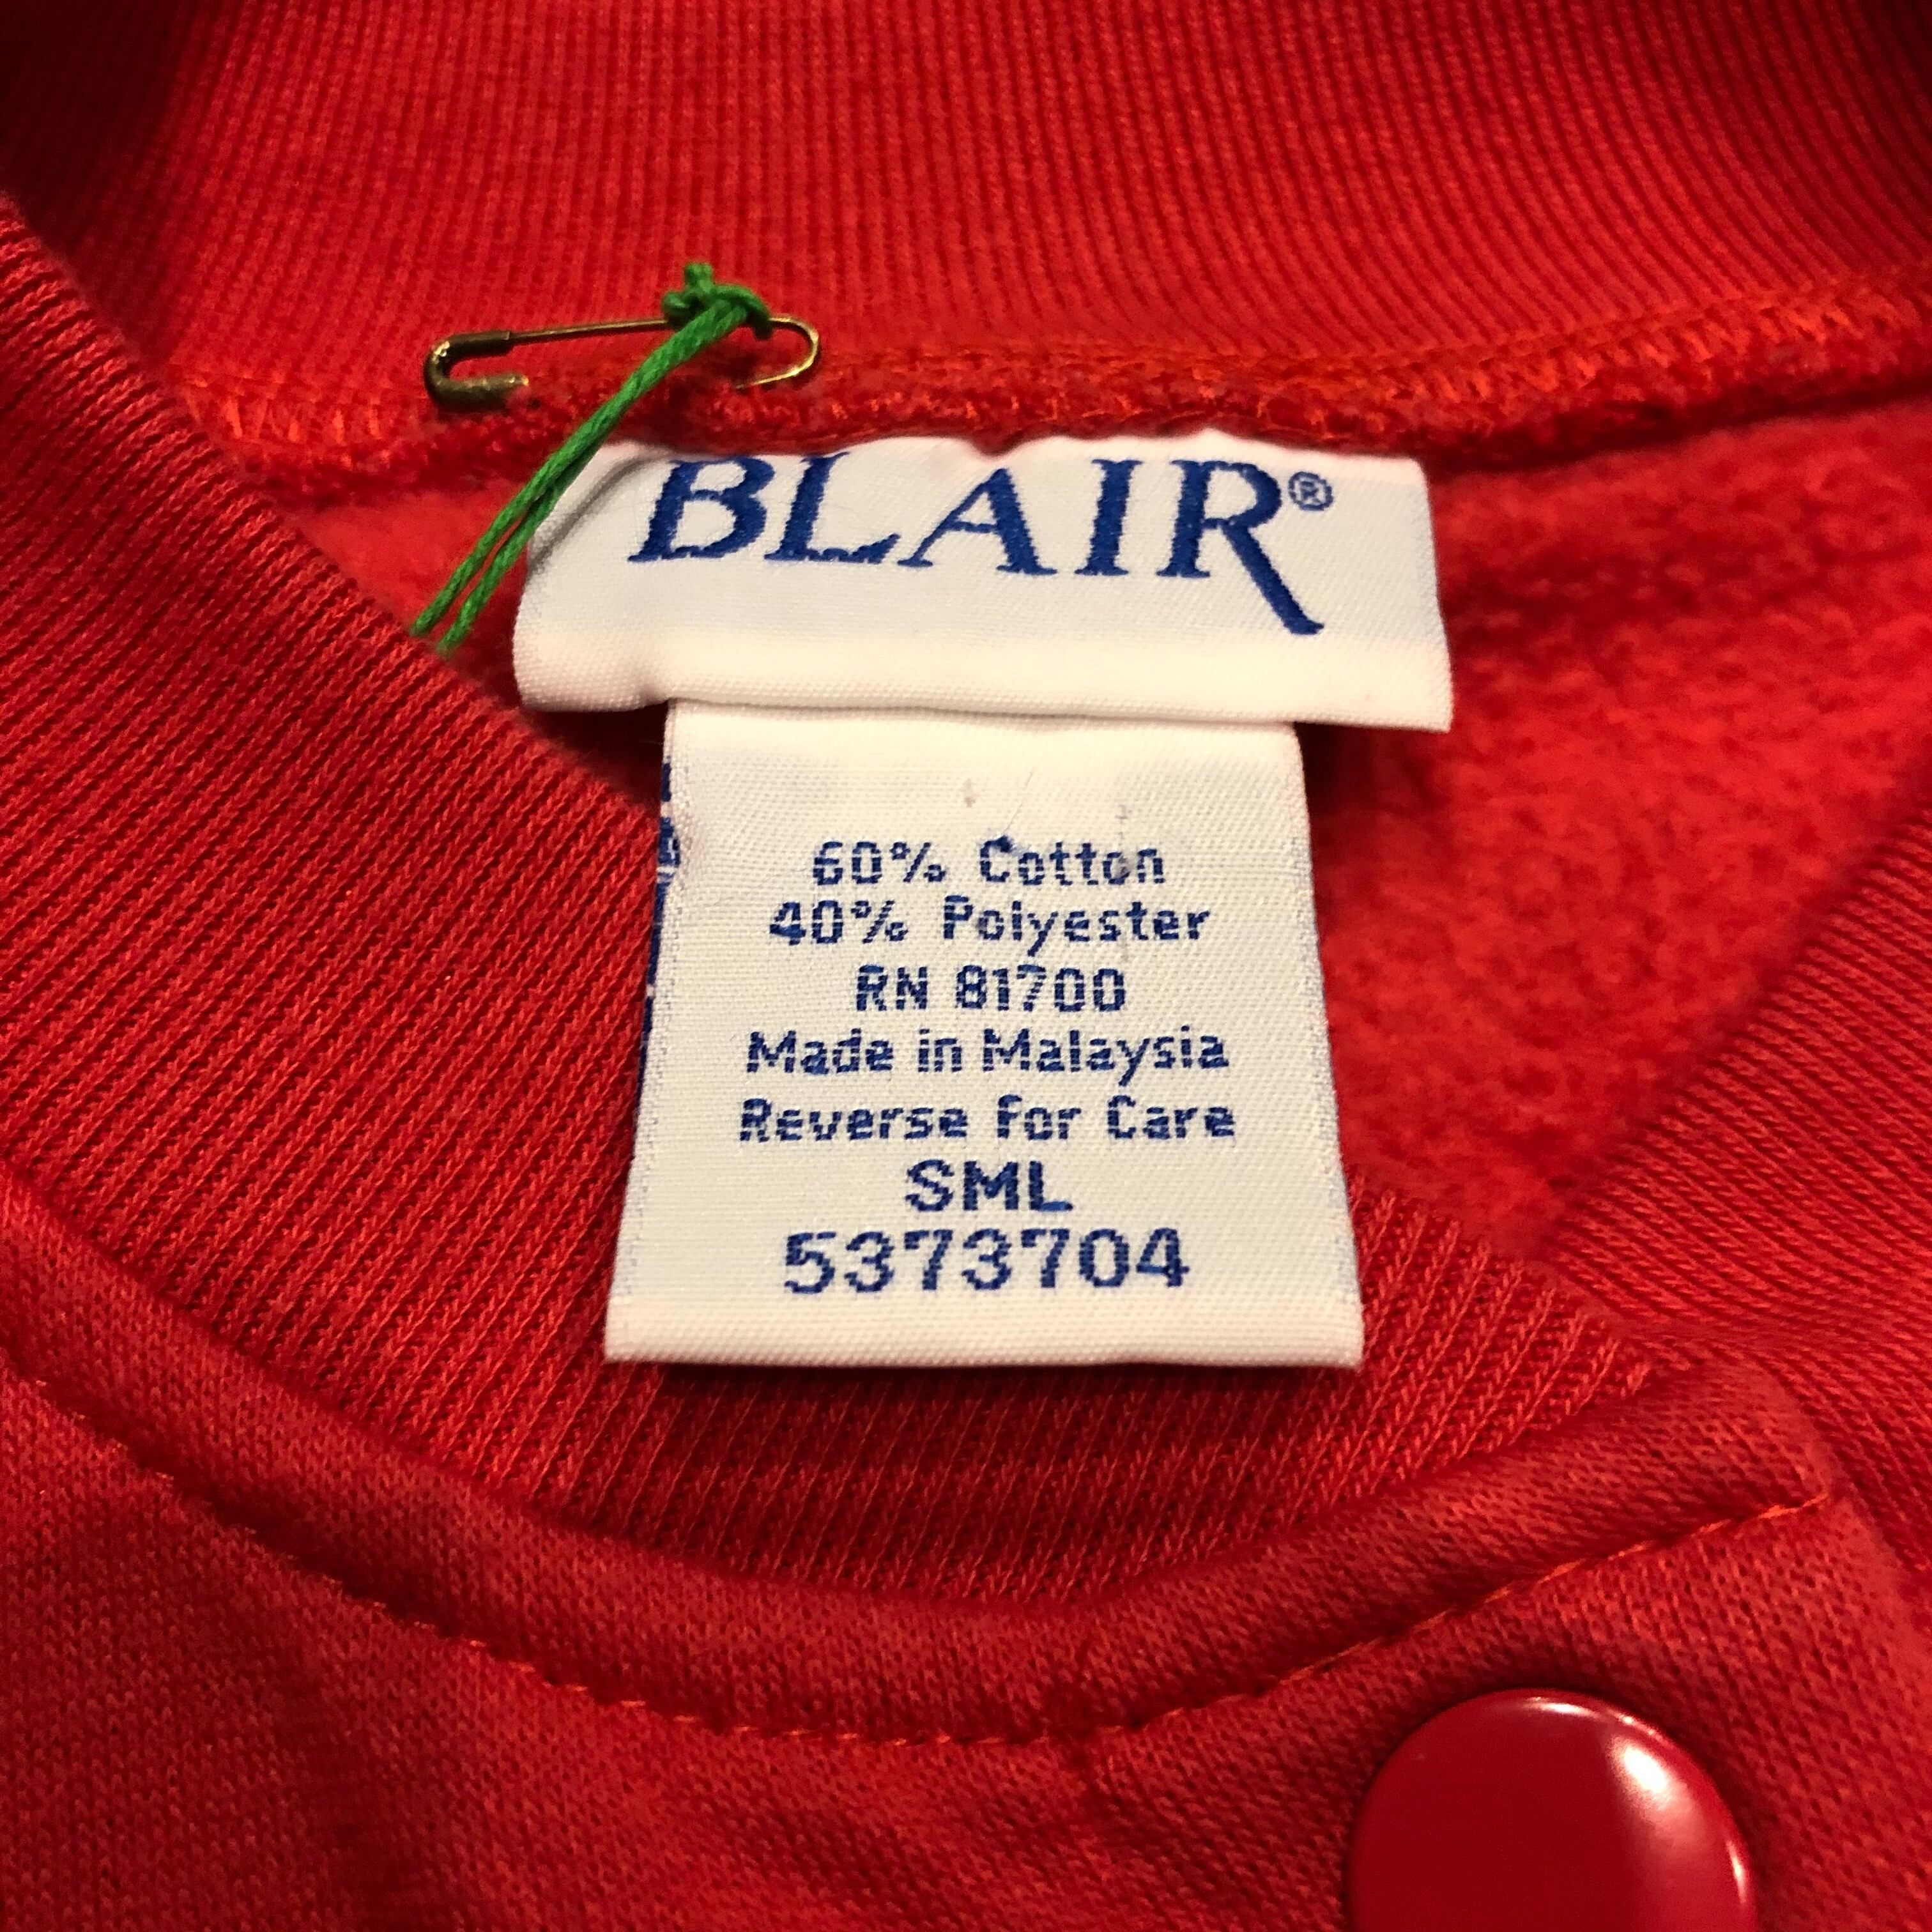 BLAIR®
60% Cotton
40% Polyester
RN 81700
Made in Malaysia
Reverse for Care
SML
5373704